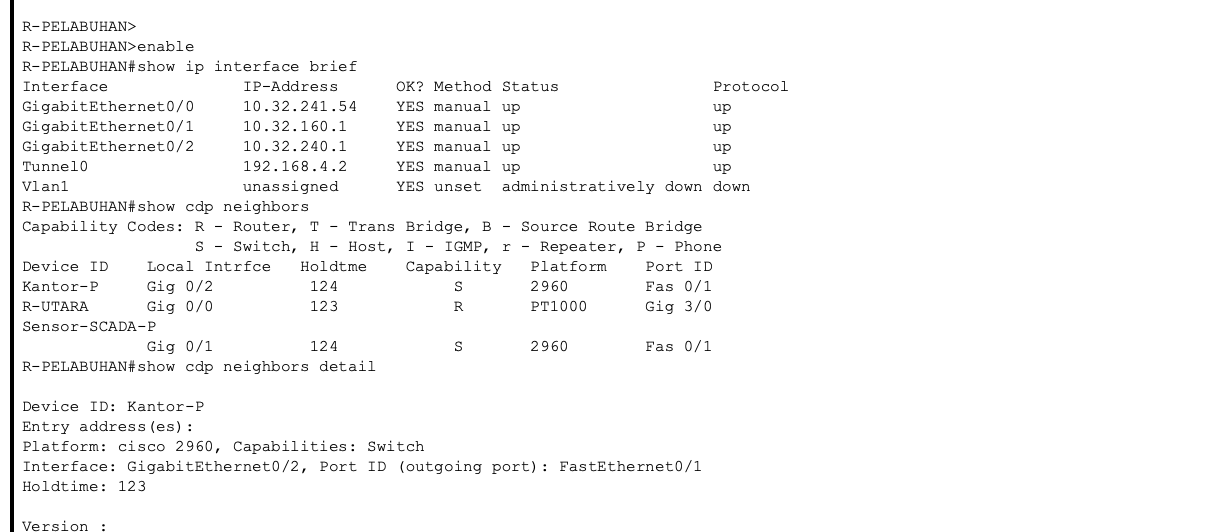 R-PELABUHAN>
R-PELABUHAN>enable
R-PELABUHAN#show ip interface brief
Interface              IP-Address      OK? Method Status                Protocol
GigabitEthernet0/0     10.32.241.54    YES manual up                    up
GigabitEthernet0/1     10.32.160.1     YES manual up                    up
GigabitEthernet0/2     10.32.240.1     YES manual up                    up
Tunnel0                192.168.4.2     YES manual up                    up
Vlan1                  unassigned      YES unset  administratively down down
R-PELABUHAN#show cdp neighbors
Capability Codes: R - Router, T - Trans Bridge, B - Source Route Bridge
                  S - Switch, H - Host, I - IGMP, r - Repeater, P - Phone
Device ID    Local Intrfce   Holdtme    Capability   Platform    Port ID
Kantor-P     Gig 0/2          124            S       2960        Fas 0/1
R-UTARA      Gig 0/0          123            R       PT1000      Gig 3/0
Sensor-SCADA-P
             Gig 0/1          124            S       2960        Fas 0/1
R-PELABUHAN#show cdp neighbors detail
Device ID: Kantor-P
Entry address(es):
Platform: cisco 2960, Capabilities: Switch
Interface: GigabitEthernet0/2, Port ID (outgoing port): FastEthernet0/1
Holdtime: 123
Version :